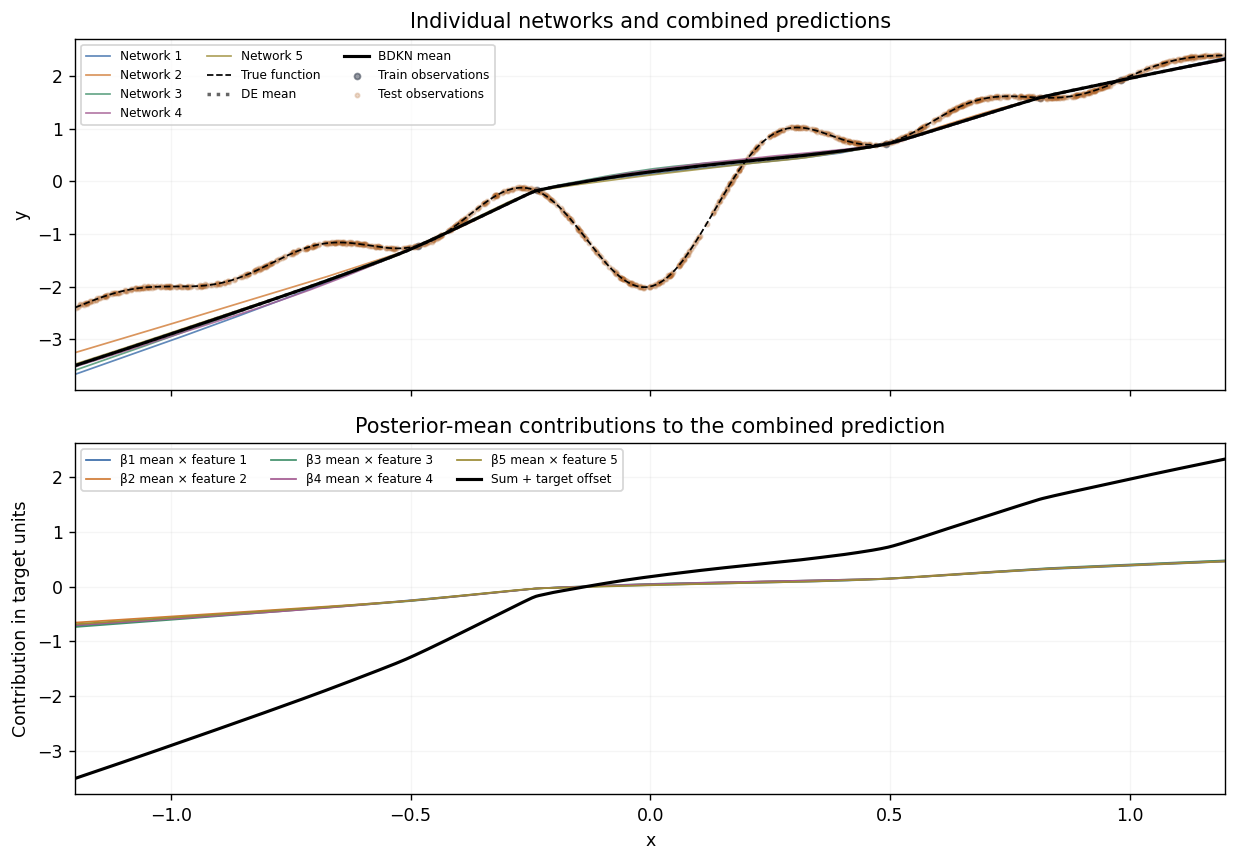 Individual networks and combined predictions
Network 1
Network 2
Network 3
Network 4
Network 5
True function
DE mean
BDKN mean
Train observations
Test observations
y
2
1
0
−1
−2
−3
Posterior-mean contributions to the combined prediction
β1 mean × feature 1
β2 mean × feature 2
β3 mean × feature 3
β4 mean × feature 4
β5 mean × feature 5
Sum + target offset
Contribution in target units
2
1
0
−1
−2
−3
−1.0
−0.5
0.0
0.5
1.0
x